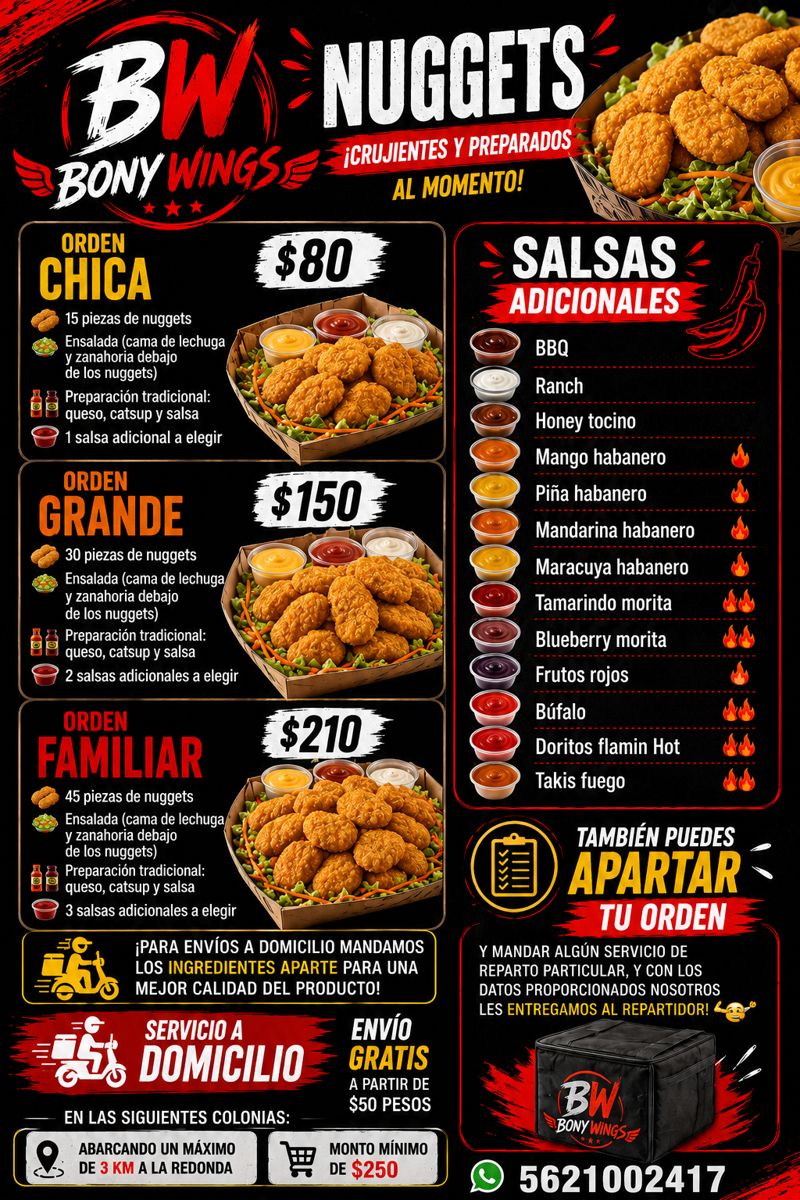 BW
BONY WINGS
NUGGETS
¡CRUJIENTES Y PREPARADOS
AL MOMENTO!
ORDEN
CHICA
$80
15 piezas de nuggets
Ensalada (cama de lechuga
y zanahoria debajo
de los nuggets)
Preparación tradicional:
queso, catsup y salsa
1 salsa adicional a elegir
ORDEN
GRANDE
$150
30 piezas de nuggets
Ensalada (cama de lechuga
y zanahoria debajo
de los nuggets)
Preparación tradicional:
queso, catsup y salsa
2 salsas adicionales a elegir
ORDEN
FAMILIAR
$210
45 piezas de nuggets
Ensalada (cama de lechuga
y zanahoria debajo
de los nuggets)
Preparación tradicional:
queso, catsup y salsa
3 salsas adicionales a elegir
SALSAS
ADICIONALES
BBQ
Ranch
Honey tocino
Mango habanero
Piña habanero
Mandarina habanero
Maracuya habanero
Tamarindo morita
Blueberry morita
Frutos rojos
Búfalo
Doritos flamin Hot
Takis fuego
¡PARA ENVÍOS A DOMICILIO MANDAMOS
LOS INGREDIENTES APARTE PARA UNA
MEJOR CALIDAD DEL PRODUCTO!
SERVICIO A
DOMICILIO
ENVÍO
GRATIS
A PARTIR DE
$50 PESOS
EN LAS SIGUIENTES COLONIAS:
ABARCANDO UN MÁXIMO
DE 3 KM A LA REDONDA
MONTO MÍNIMO
DE $250
TAMBIÉN PUEDES
APARTAR
TU ORDEN
Y MANDAR ALGÚN SERVICIO DE
REPARTO PARTICULAR, Y CON LOS
DATOS PROPORCIONADOS NOSOTROS
LES ENTREGAMOS AL REPARTIDOR!
BW
BONY WINGS
5621002417